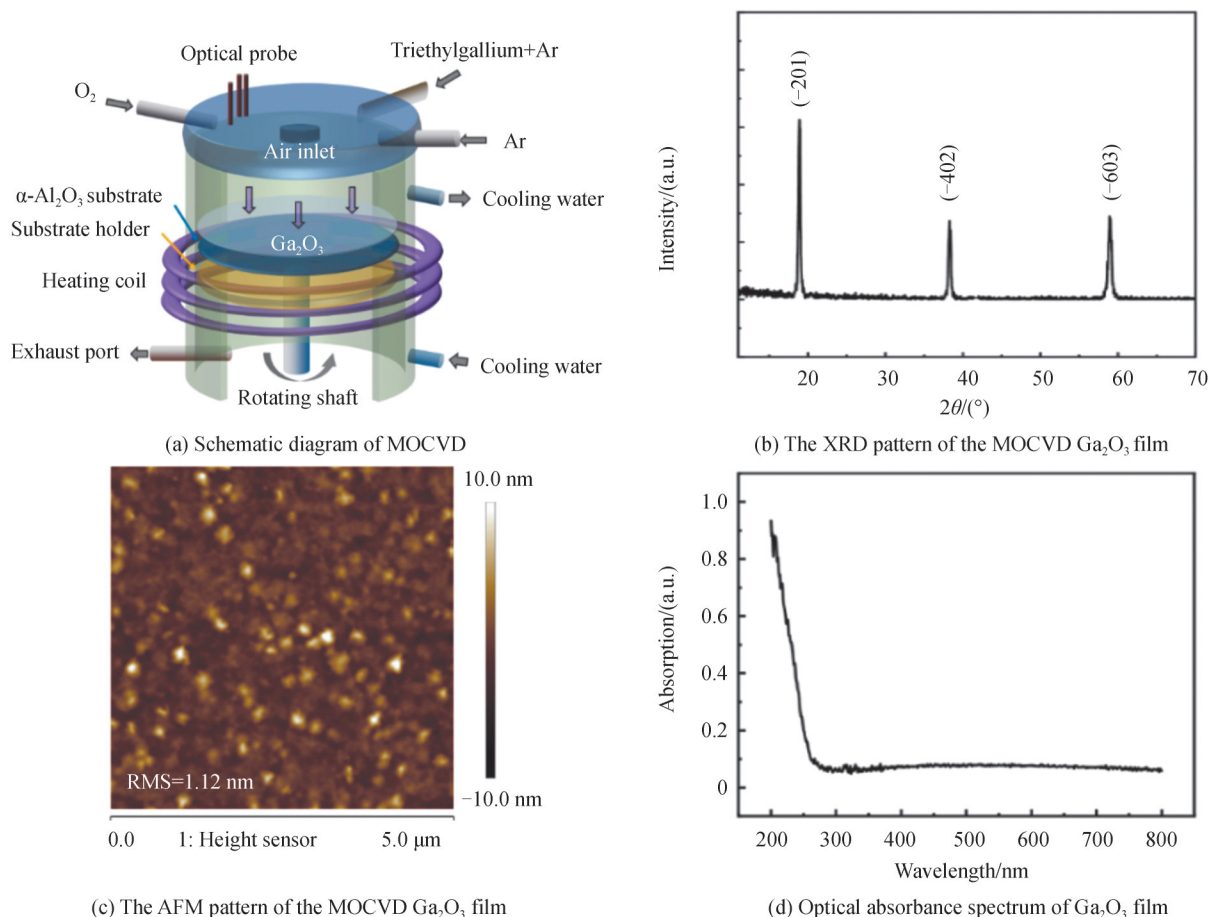 Optical probe
Triethylgallium+Ar
O₂
Ar
Air inlet
Cooling water
α-Al₂O₃ substrate
Substrate holder
Ga₂O₃
Heating coil
Exhaust port
Cooling water
Rotating shaft
(a) Schematic diagram of MOCVD
Intensity/(a.u.)
(−201)
(−402)
(−603)
20 30 40 50 60 70
2θ/(°)
(b) The XRD pattern of the MOCVD Ga₂O₃ film
10.0 nm
RMS=1.12 nm
−10.0 nm
0.0 1: Height sensor 5.0 μm
(c) The AFM pattern of the MOCVD Ga₂O₃ film
Absorption/(a.u.)
1.0
0.8
0.6
0.4
0.2
0
200 300 400 500 600 700 800
Wavelength/nm
(d) Optical absorbance spectrum of Ga₂O₃ film